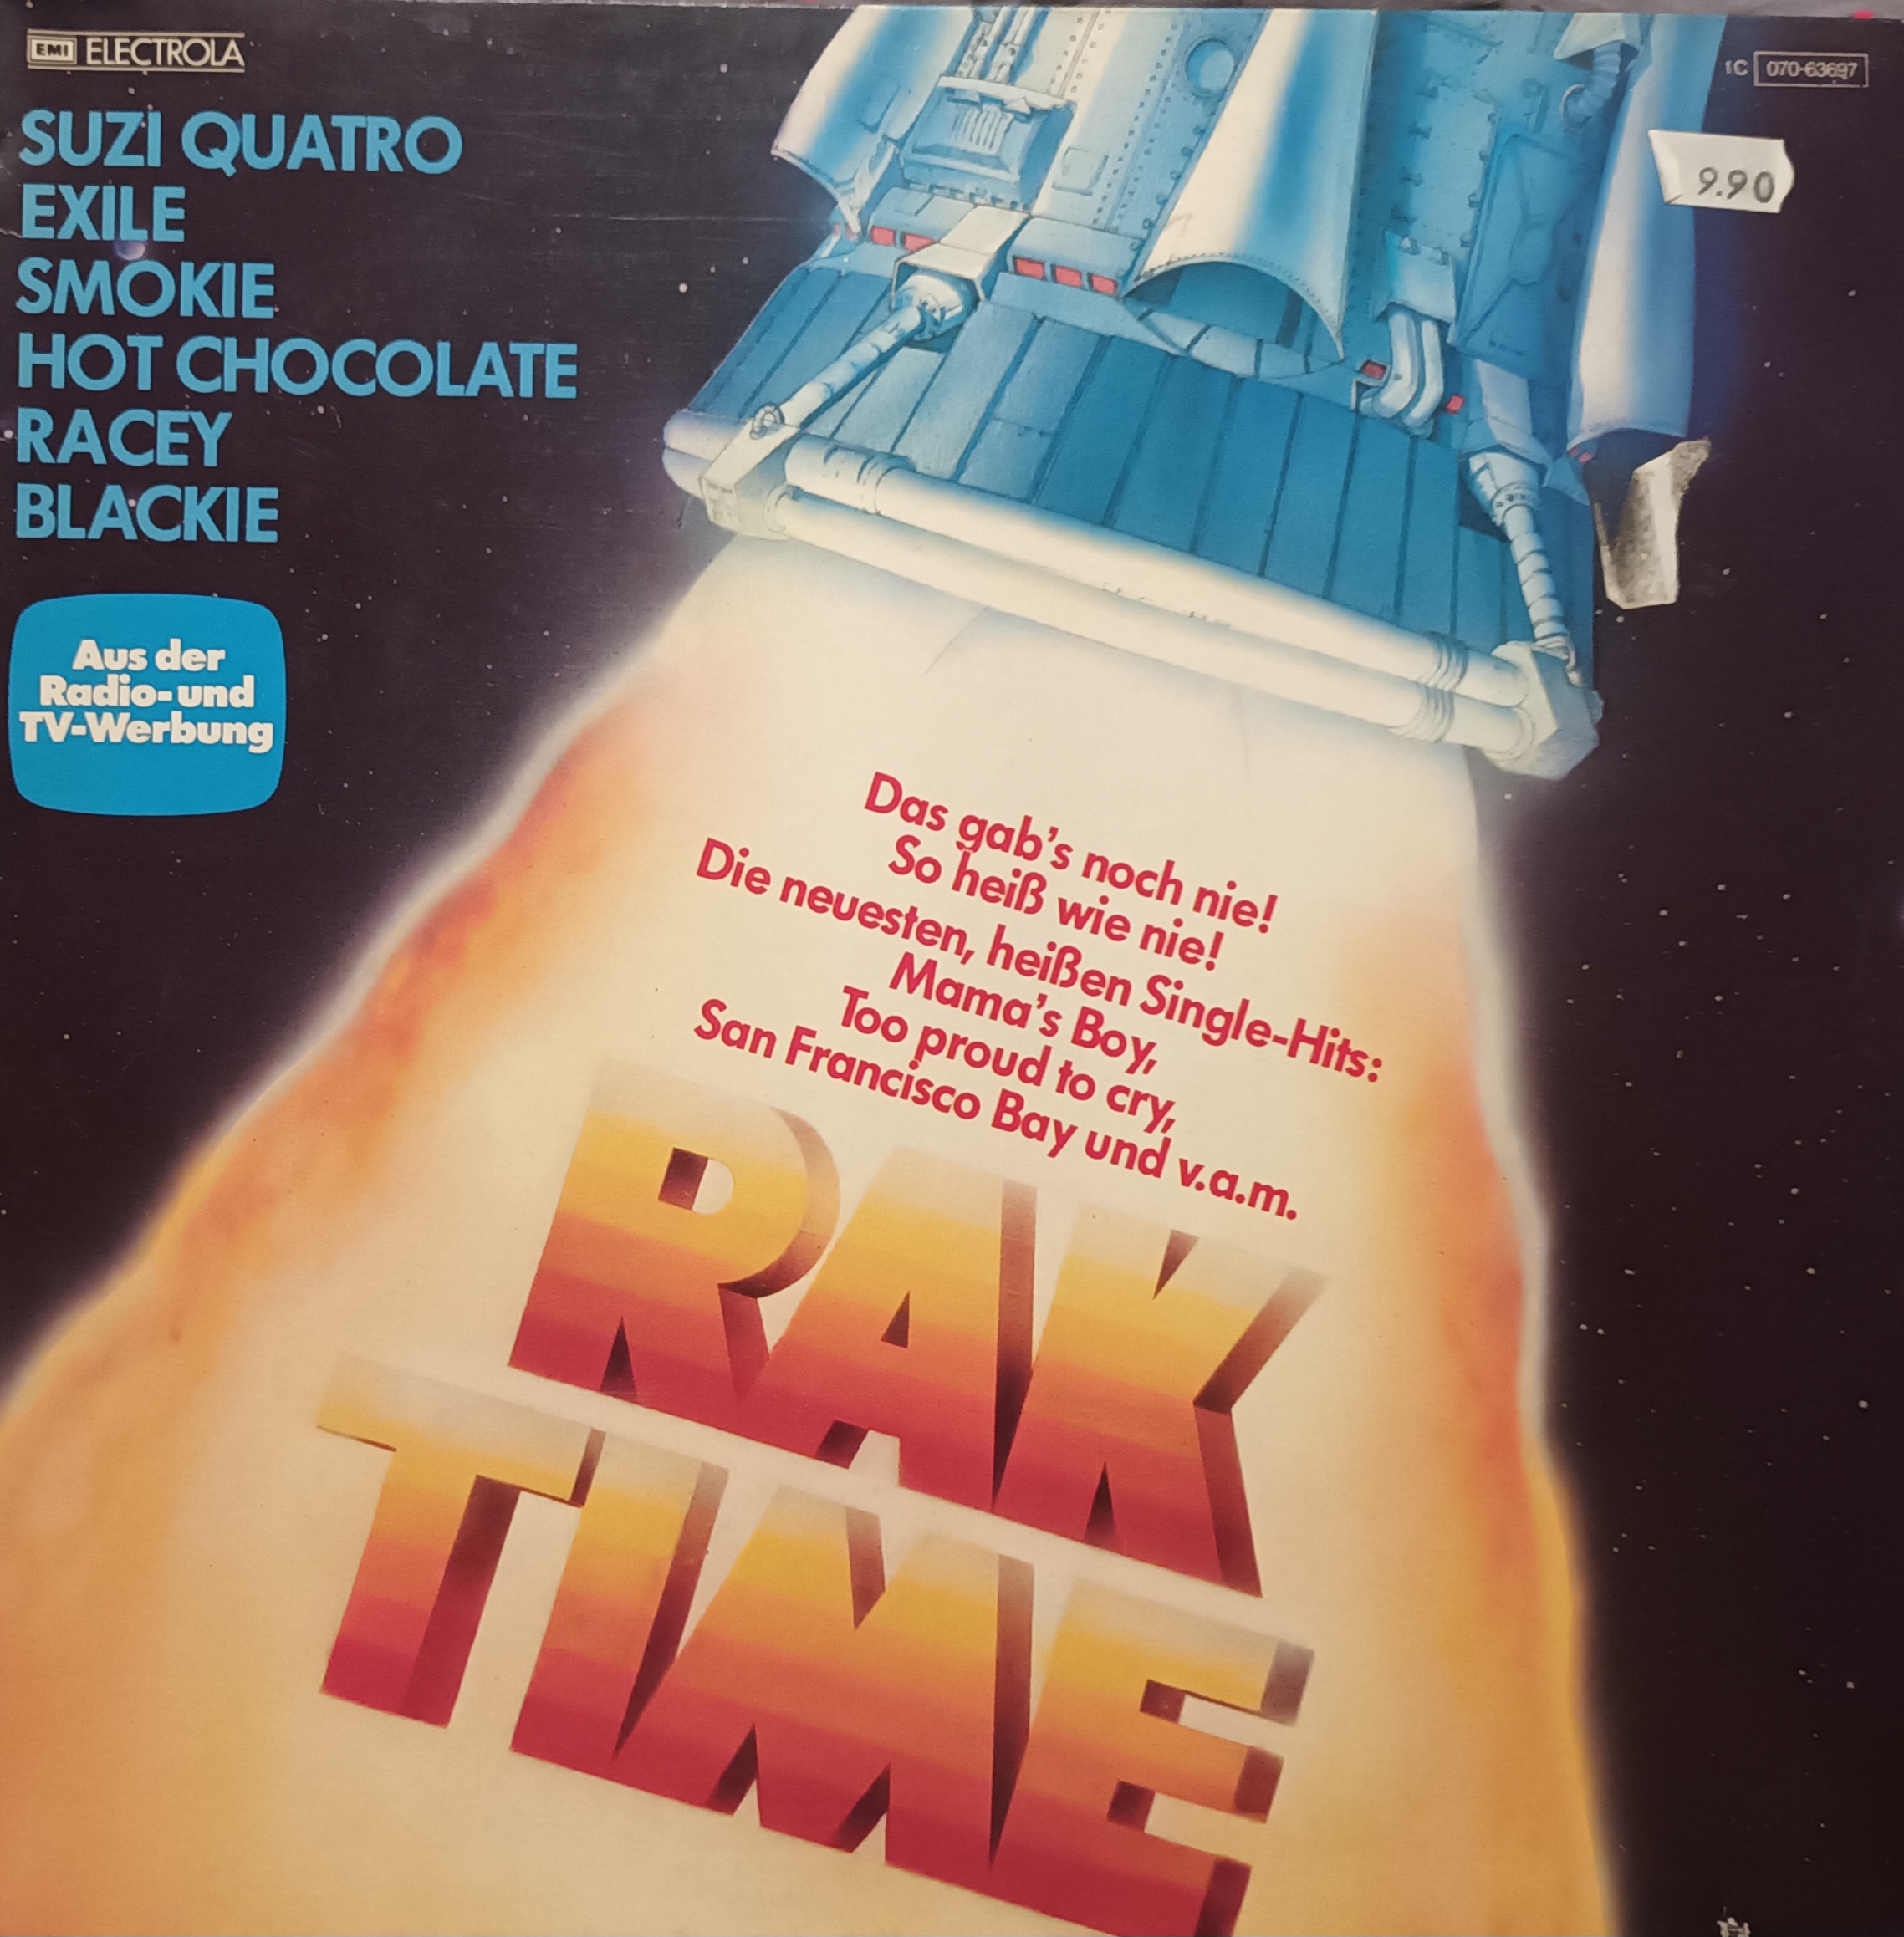 EMI ELECTROLA
1C 070-63697
9.90
SUZI QUATRO
EXILE
SMOKIE
HOT CHOCOLATE
RACEY
BLACKIE
Aus der
Radio-und
TV-Werbung
Das gab's noch nie!
So heiß wie nie!
Die neuesten, heißen Single-Hits:
Mama's Boy,
Too proud to cry,
San Francisco Bay und v.a.m.
RAK
TIME